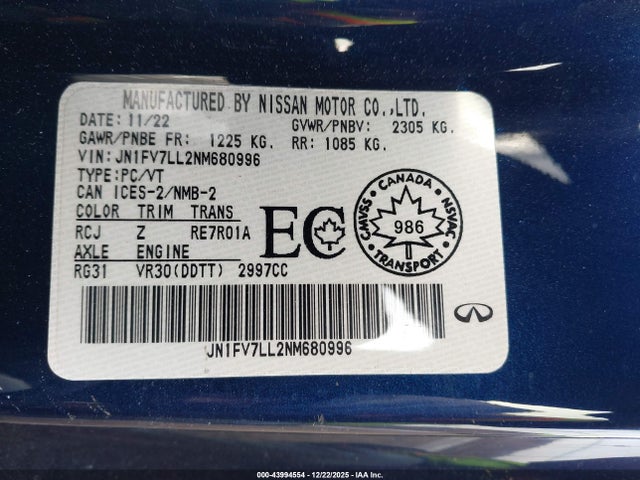 MANUFACTURED BY NISSAN MOTOR CO.,LTD.
DATE: 11/22 GVWR/PNBV: 2305 KG.
GAWR/PNBE FR: 1225 KG. RR: 1085 KG.
VIN: JN1FV7LL2NM680996
TYPE:PC/VT
CAN ICES-2/NMB-2
COLOR TRIM TRANS
RCJ Z RE7R01A
AXLE ENGINE
RG31 VR30(DDTT) 2997CC
EC
CANADA
CMVSS 986 NSVAC
TRANSPORT
JN1FV7LL2NM680996
000-43994554 - 12/22/2025 - IAA Inc.